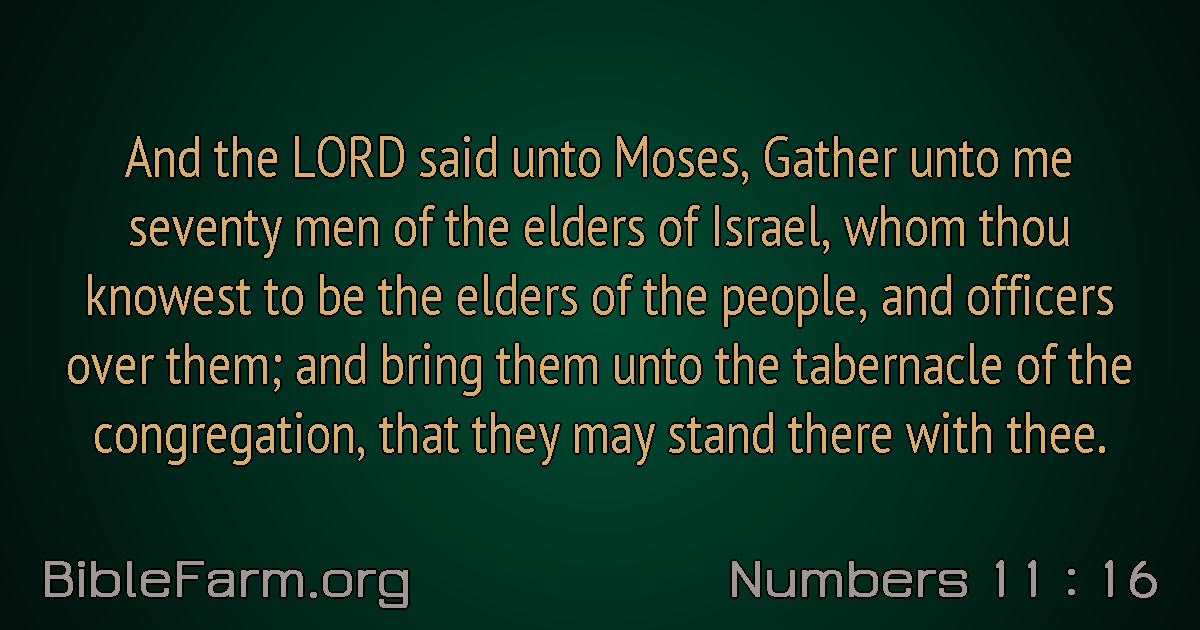 And the LORD said unto Moses, Gather unto me
seventy men of the elders of Israel, whom thou
knowest to be the elders of the people, and officers
over them; and bring them unto the tabernacle of the
congregation, that they may stand there with thee.
BibleFarm.org
Numbers 11 : 16